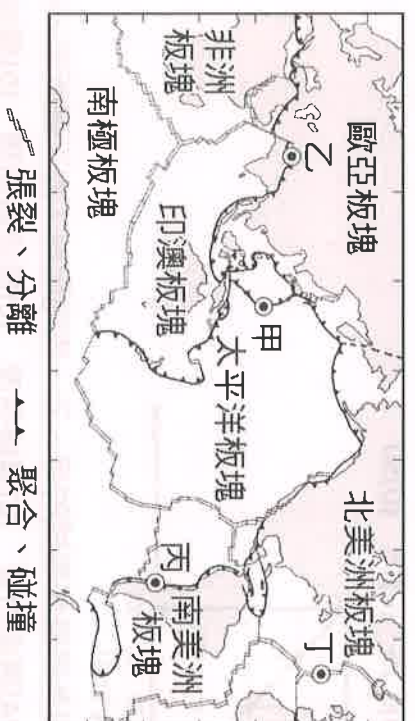 歐亞板塊
北美洲板塊
非洲
板塊
乙
甲
丁
太平洋板塊
印澳板塊
丙
南美洲
板塊
南極板塊
張裂、分離
聚合、碰撞